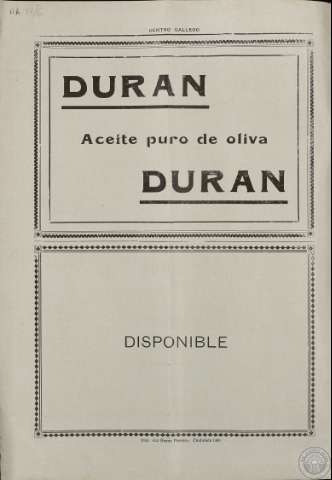 CENTRO GALLEGO
DURAN
Aceite puro de oliva
DURAN
DISPONIBLE